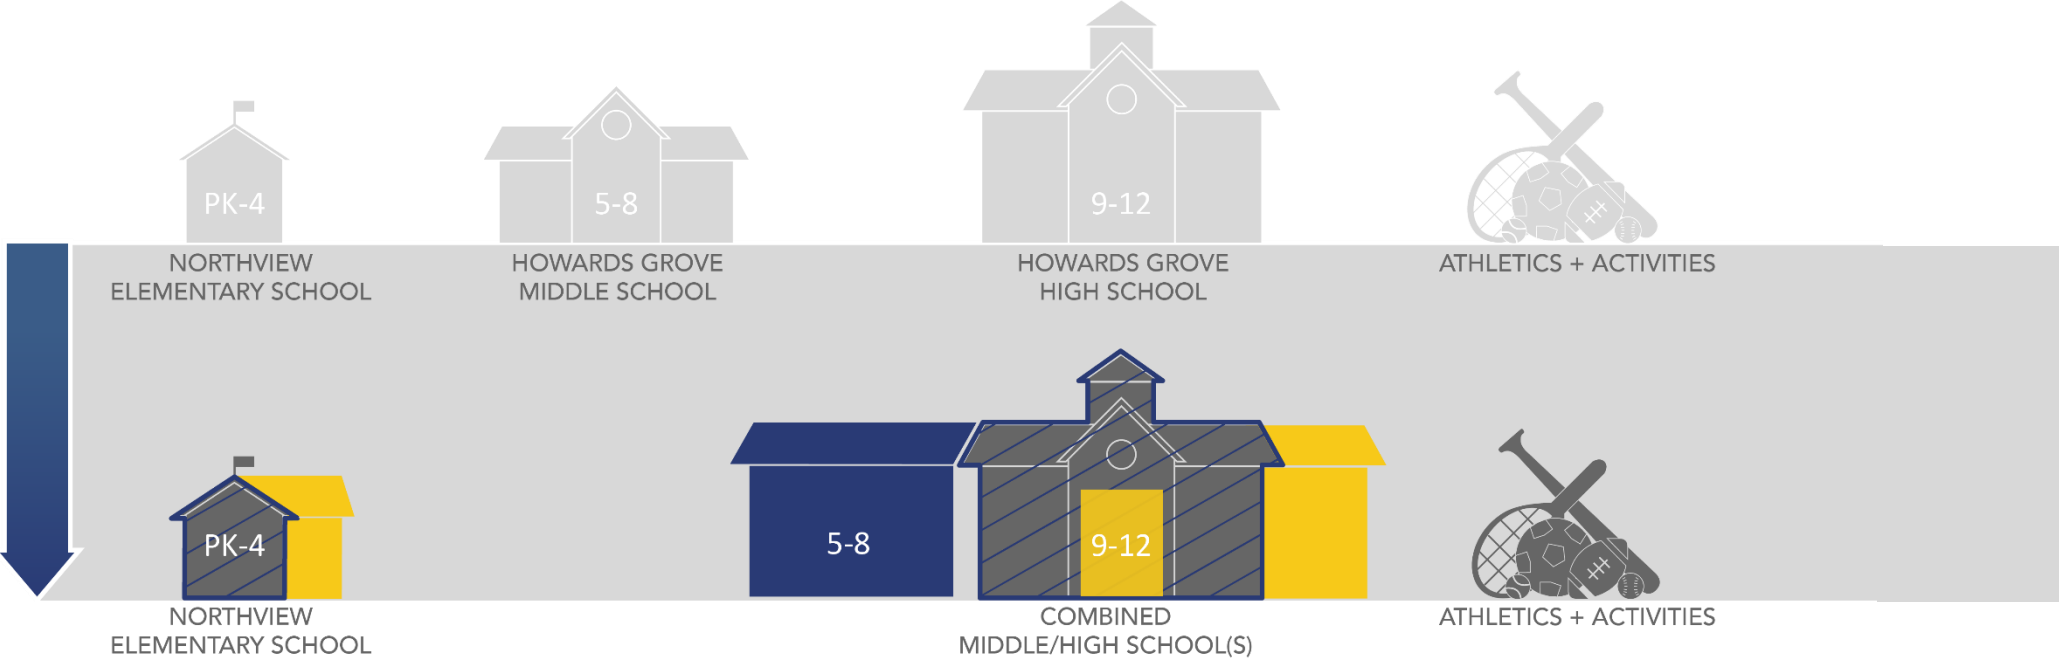 PK-4
5-8
9-12
NORTHVIEW
ELEMENTARY SCHOOL
HOWARDS GROVE
MIDDLE SCHOOL
HOWARDS GROVE
HIGH SCHOOL
ATHLETICS + ACTIVITIES
PK-4
5-8
9-12
NORTHVIEW
ELEMENTARY SCHOOL
COMBINED
MIDDLE/HIGH SCHOOL(S)
ATHLETICS + ACTIVITIES